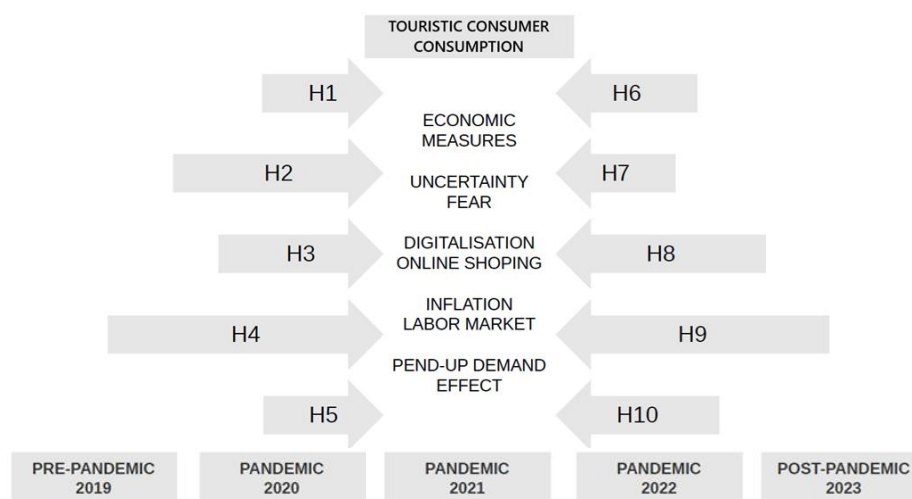 TOURISTIC CONSUMER
CONSUMPTION
H1
H6
ECONOMIC
MEASURES
H2
H7
UNCERTAINTY
FEAR
H3
DIGITALISATION
ONLINE SHOPING
H8
INFLATION
LABOR MARKET
H4
H9
PEND-UP DEMAND
EFFECT
H5
H10
PRE-PANDEMIC
2019
PANDEMIC
2020
PANDEMIC
2021
PANDEMIC
2022
POST-PANDEMIC
2023